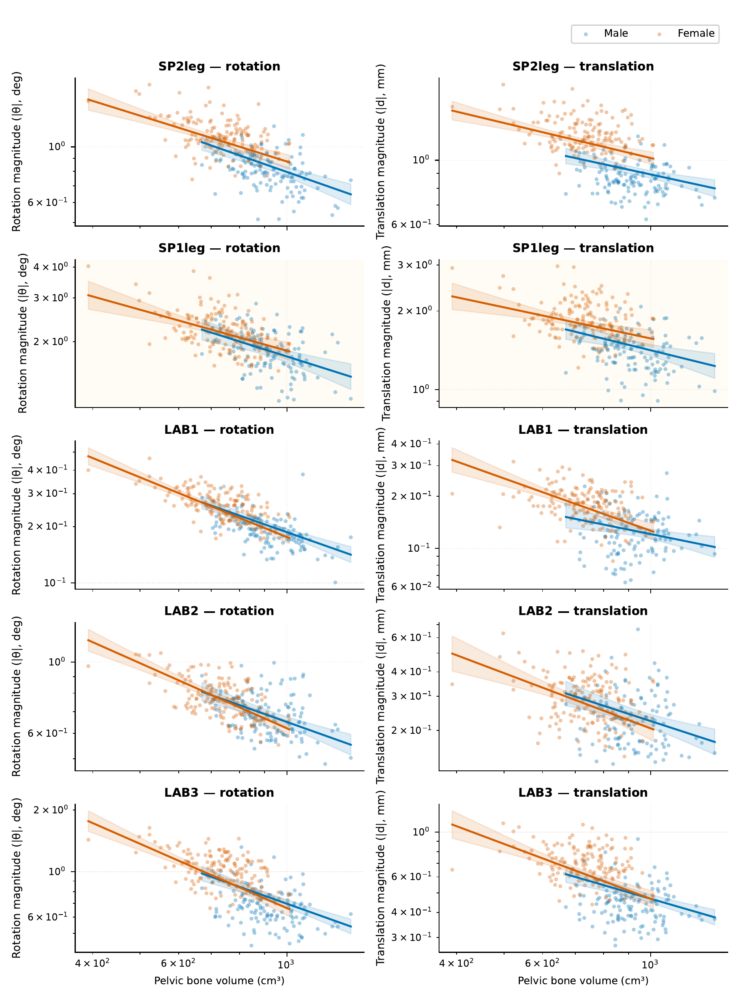 Male Female
SP2leg — rotation
Rotation magnitude (|θ|, deg)
10⁰
6 × 10⁻¹
SP2leg — translation
Translation magnitude (|d|, mm)
10⁰
6 × 10⁻¹
SP1leg — rotation
Rotation magnitude (|θ|, deg)
4 × 10⁰
3 × 10⁰
2 × 10⁰
SP1leg — translation
Translation magnitude (|d|, mm)
3 × 10⁰
2 × 10⁰
10⁰
LAB1 — rotation
Rotation magnitude (|θ|, deg)
4 × 10⁻¹
3 × 10⁻¹
2 × 10⁻¹
10⁻¹
LAB1 — translation
Translation magnitude (|d|, mm)
4 × 10⁻¹
3 × 10⁻¹
2 × 10⁻¹
10⁻¹
6 × 10⁻²
LAB2 — rotation
Rotation magnitude (|θ|, deg)
10⁰
6 × 10⁻¹
LAB2 — translation
Translation magnitude (|d|, mm)
6 × 10⁻¹
4 × 10⁻¹
3 × 10⁻¹
2 × 10⁻¹
LAB3 — rotation
Rotation magnitude (|θ|, deg)
2 × 10⁰
10⁰
6 × 10⁻¹
4 × 10² 6 × 10² 10³
Pelvic bone volume (cm³)
LAB3 — translation
Translation magnitude (|d|, mm)
10⁰
6 × 10⁻¹
4 × 10⁻¹
3 × 10⁻¹
4 × 10² 6 × 10² 10³
Pelvic bone volume (cm³)